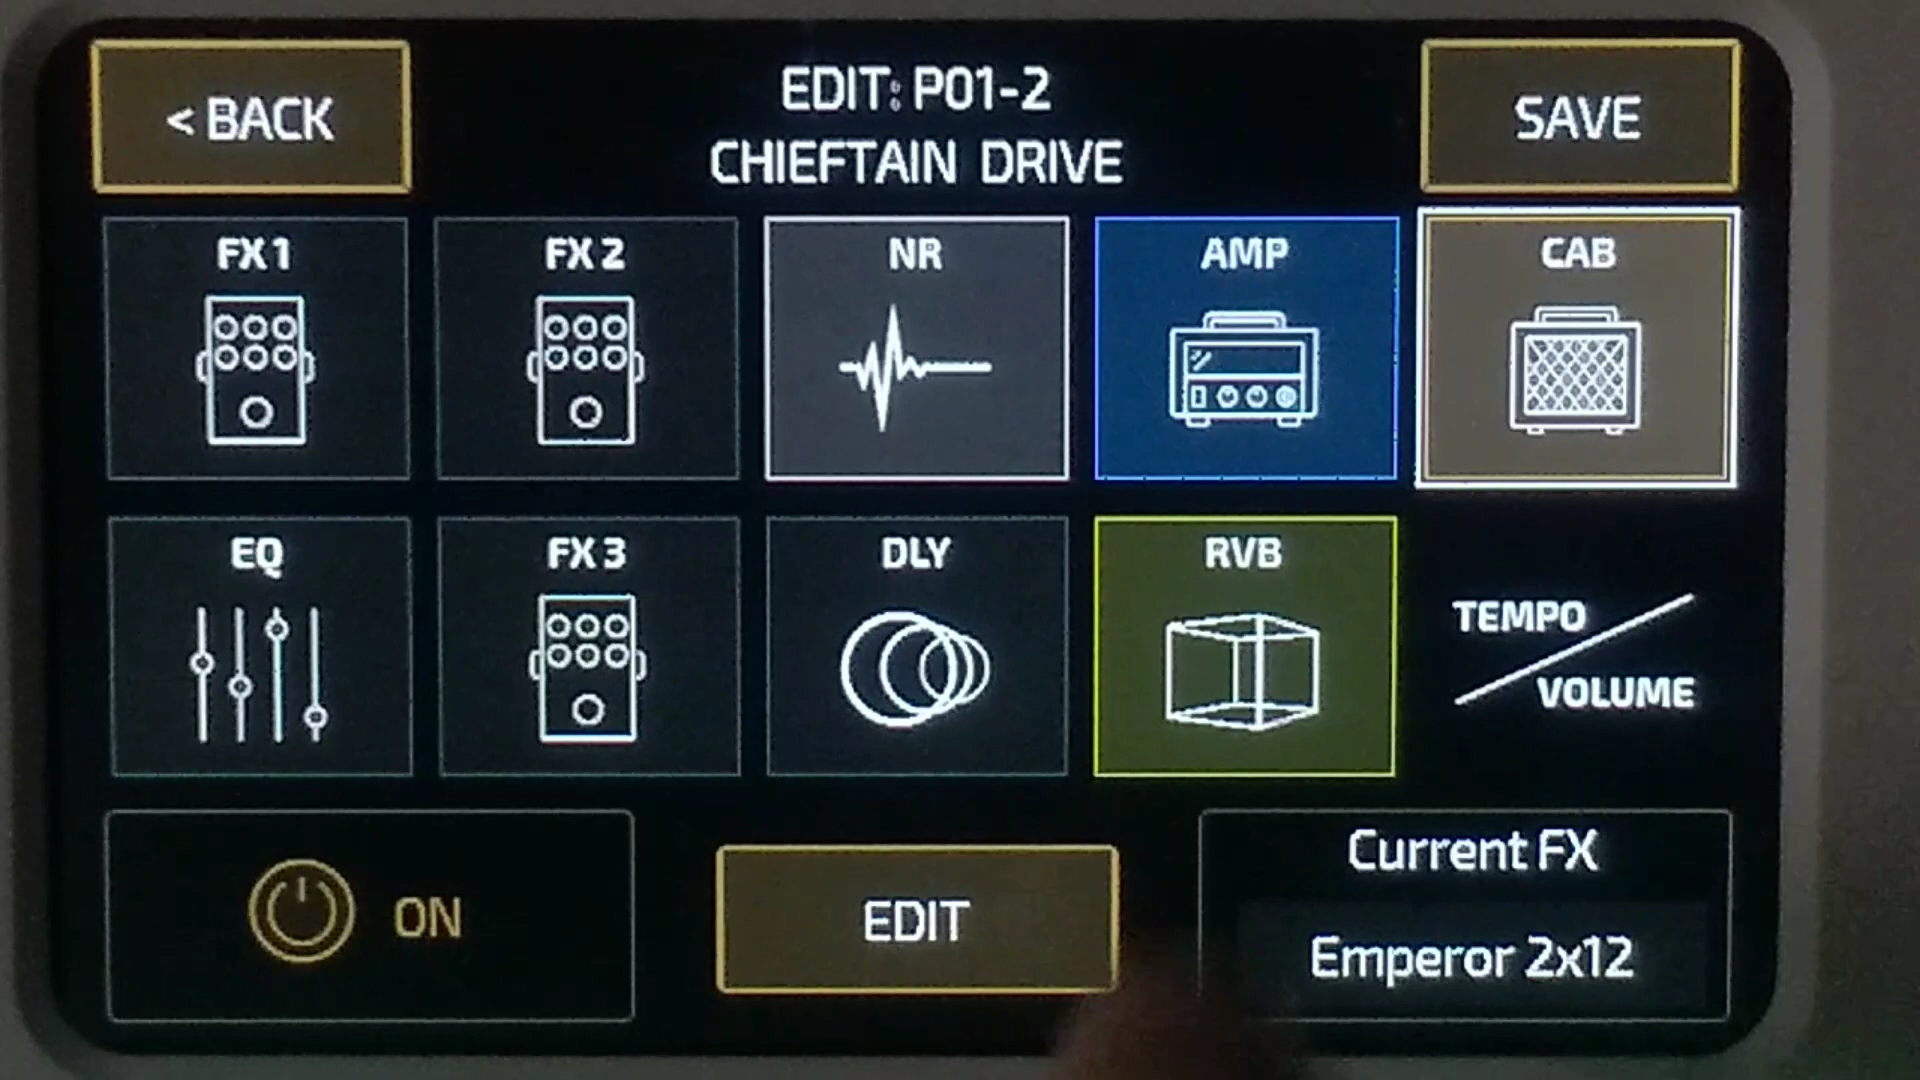 < BACK
EDIT: P01-2
CHIEFTAIN DRIVE
SAVE
FX 1
FX 2
NR
AMP
CAB
EQ
FX 3
DLY
RVB
TEMPO
VOLUME
ON
EDIT
Current FX
Emperor 2x12